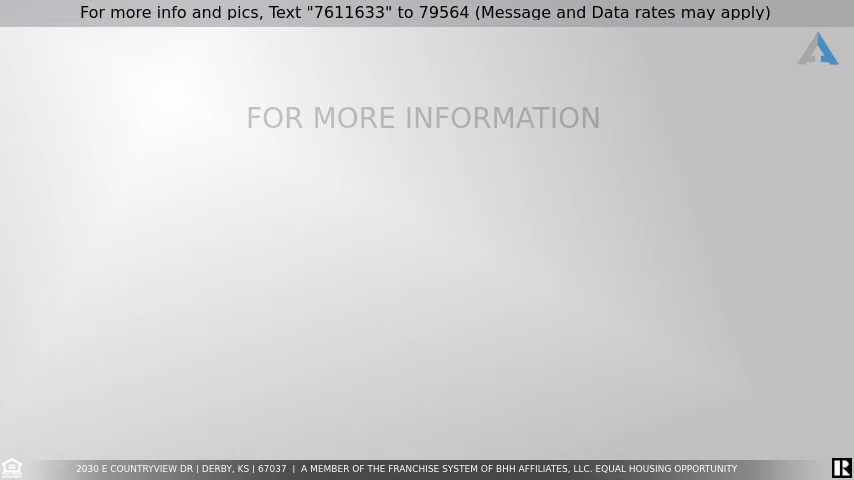 For more info and pics, Text "7611633" to 79564 (Message and Data rates may apply)
FOR MORE INFORMATION
2030 E COUNTRYVIEW DR | DERBY, KS | 67037 | A MEMBER OF THE FRANCHISE SYSTEM OF BHH AFFILIATES, LLC. EQUAL HOUSING OPPORTUNITY